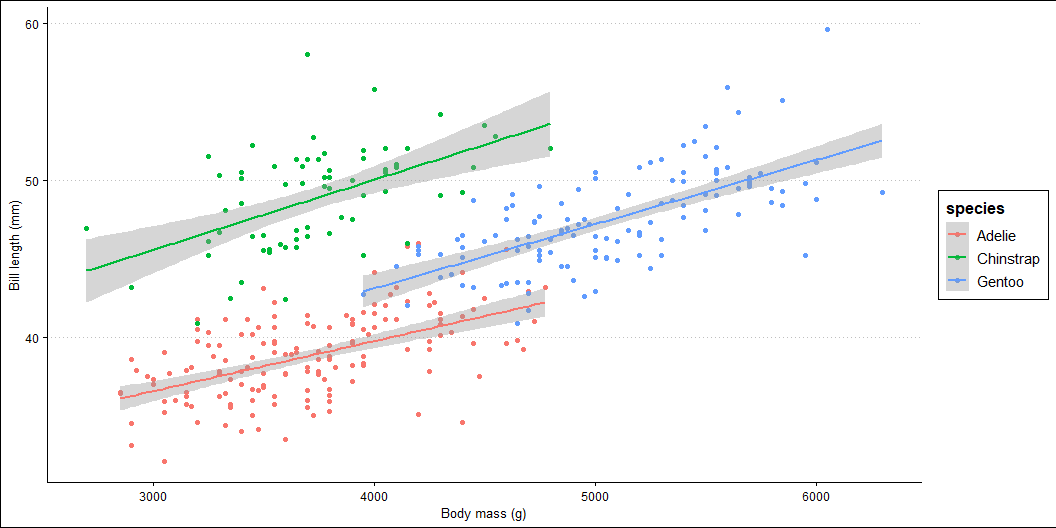 60
50
40
Bill length (mm)
3000
4000
5000
6000
Body mass (g)
species
Adelie
Chinstrap
Gentoo